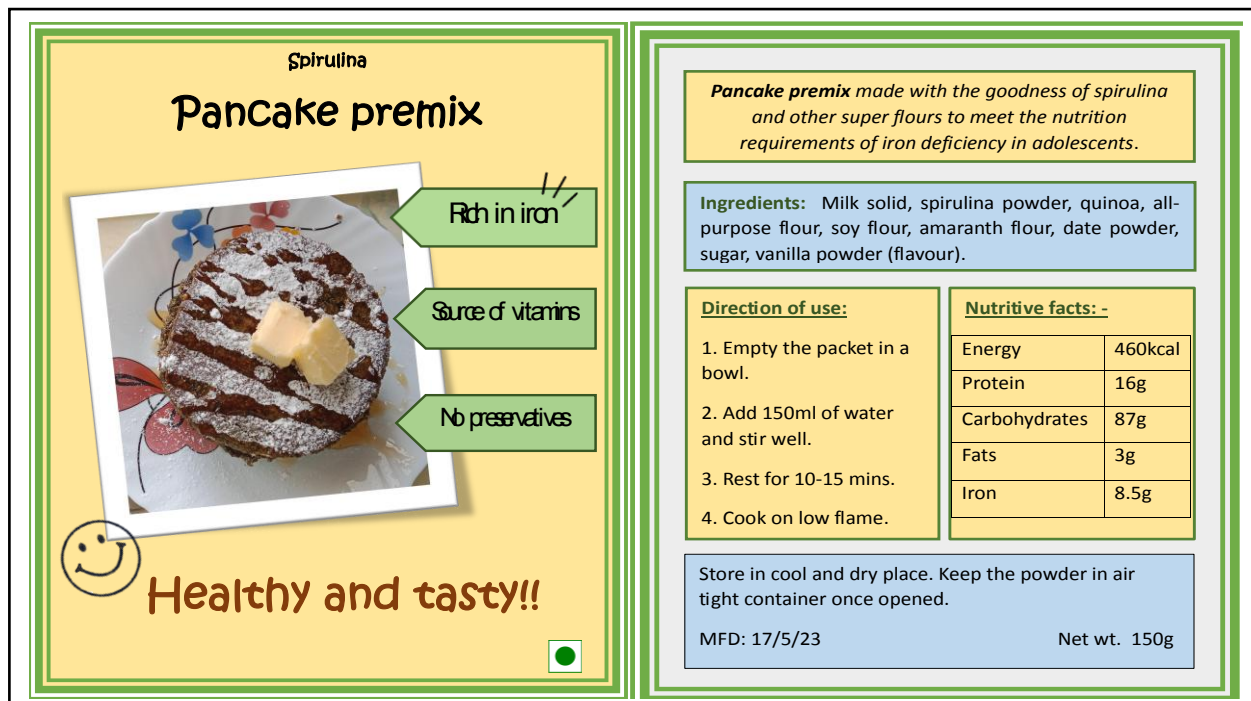 Spirulina
Pancake premix
Rich in iron
Source of vitamins
No preservatives
Healthy and tasty!!
Pancake premix made with the goodness of spirulina
and other super flours to meet the nutrition
requirements of iron deficiency in adolescents.
Ingredients: Milk solid, spirulina powder, quinoa, all-
purpose flour, soy flour, amaranth flour, date powder,
sugar, vanilla powder (flavour).
Direction of use:
1. Empty the packet in a
bowl.
2. Add 150ml of water
and stir well.
3. Rest for 10-15 mins.
4. Cook on low flame.
Nutritive facts: -
Energy 460kcal
Protein 16g
Carbohydrates 87g
Fats 3g
Iron 8.5g
Store in cool and dry place. Keep the powder in air
tight container once opened.
MFD: 17/5/23 Net wt. 150g